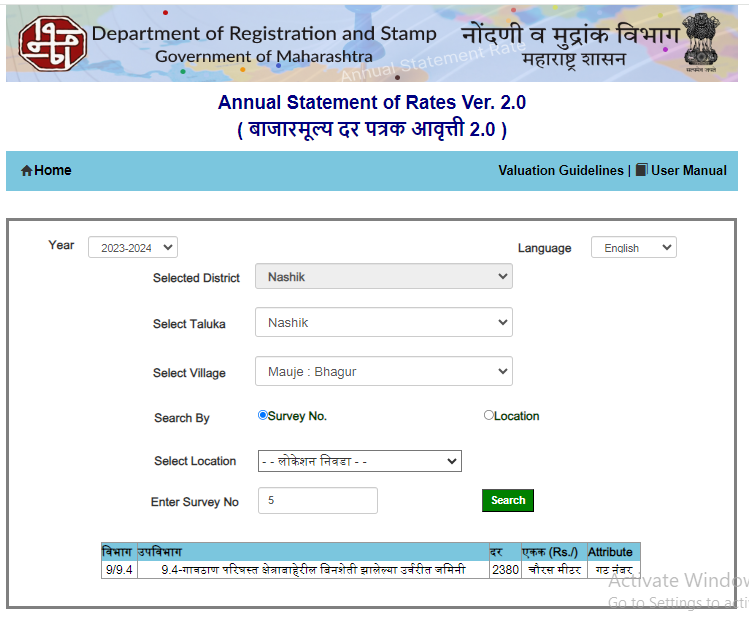 Department of Registration and Stamp
Government of Maharashtra
नोंदणी व मुद्रांक विभाग
महाराष्ट्र शासन
Annual Statement Rate
Annual Statement of Rates Ver. 2.0
( बाजारमूल्य दर पत्रक आवृत्ती 2.0 )
Home Valuation Guidelines | User Manual
Year 2023-2024 Language English
Selected District Nashik
Select Taluka Nashik
Select Village Mauje : Bhagur
Search By Survey No. Location
Select Location - - लोकेशन निवडा - -
Enter Survey No 5 Search
विभाग उपविभाग दर एकक (Rs./) Attribute
9/9.4 9.4-गावठाण परिघस्त क्षेत्राबाहेरील बिनशेती झालेल्या उर्वरीत जमिनी 2380 चौरस मीटर गट नंबर
Activate Window
Go to Settings to acti